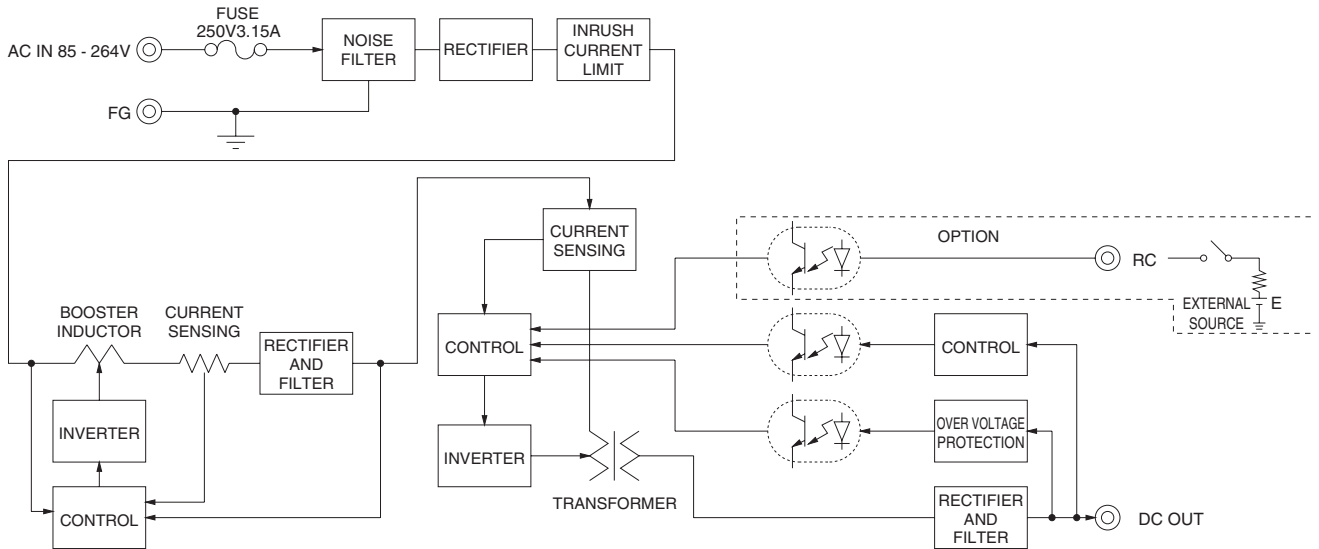 FUSE
250V3.15A
AC IN 85 - 264V
NOISE
FILTER
RECTIFIER
INRUSH
CURRENT
LIMIT
FG
CURRENT
SENSING
OPTION
RC
EXTERNAL
SOURCE
E
BOOSTER
INDUCTOR
CURRENT
SENSING
RECTIFIER
AND
FILTER
CONTROL
CONTROL
INVERTER
OVER VOLTAGE
PROTECTION
INVERTER
TRANSFORMER
CONTROL
RECTIFIER
AND
FILTER
DC OUT